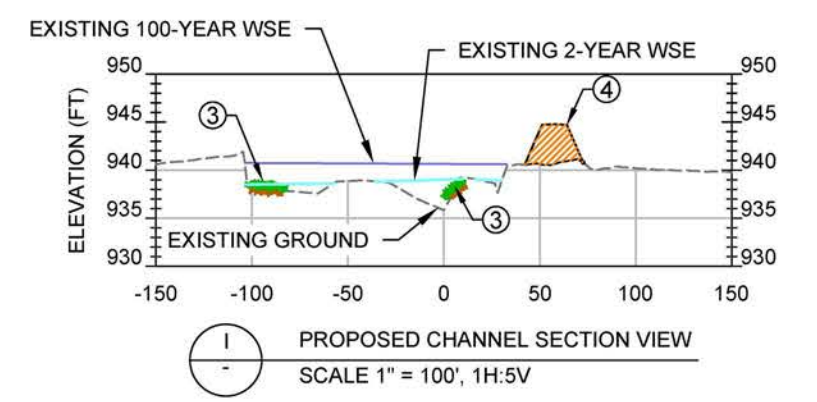 EXISTING 100-YEAR WSE
EXISTING 2-YEAR WSE
950
950
945
945
940
940
935
935
930
930
ELEVATION (FT)
3
4
3
EXISTING GROUND
-150 -100 -50 0 50 100 150
I
-
PROPOSED CHANNEL SECTION VIEW
SCALE 1" = 100', 1H:5V